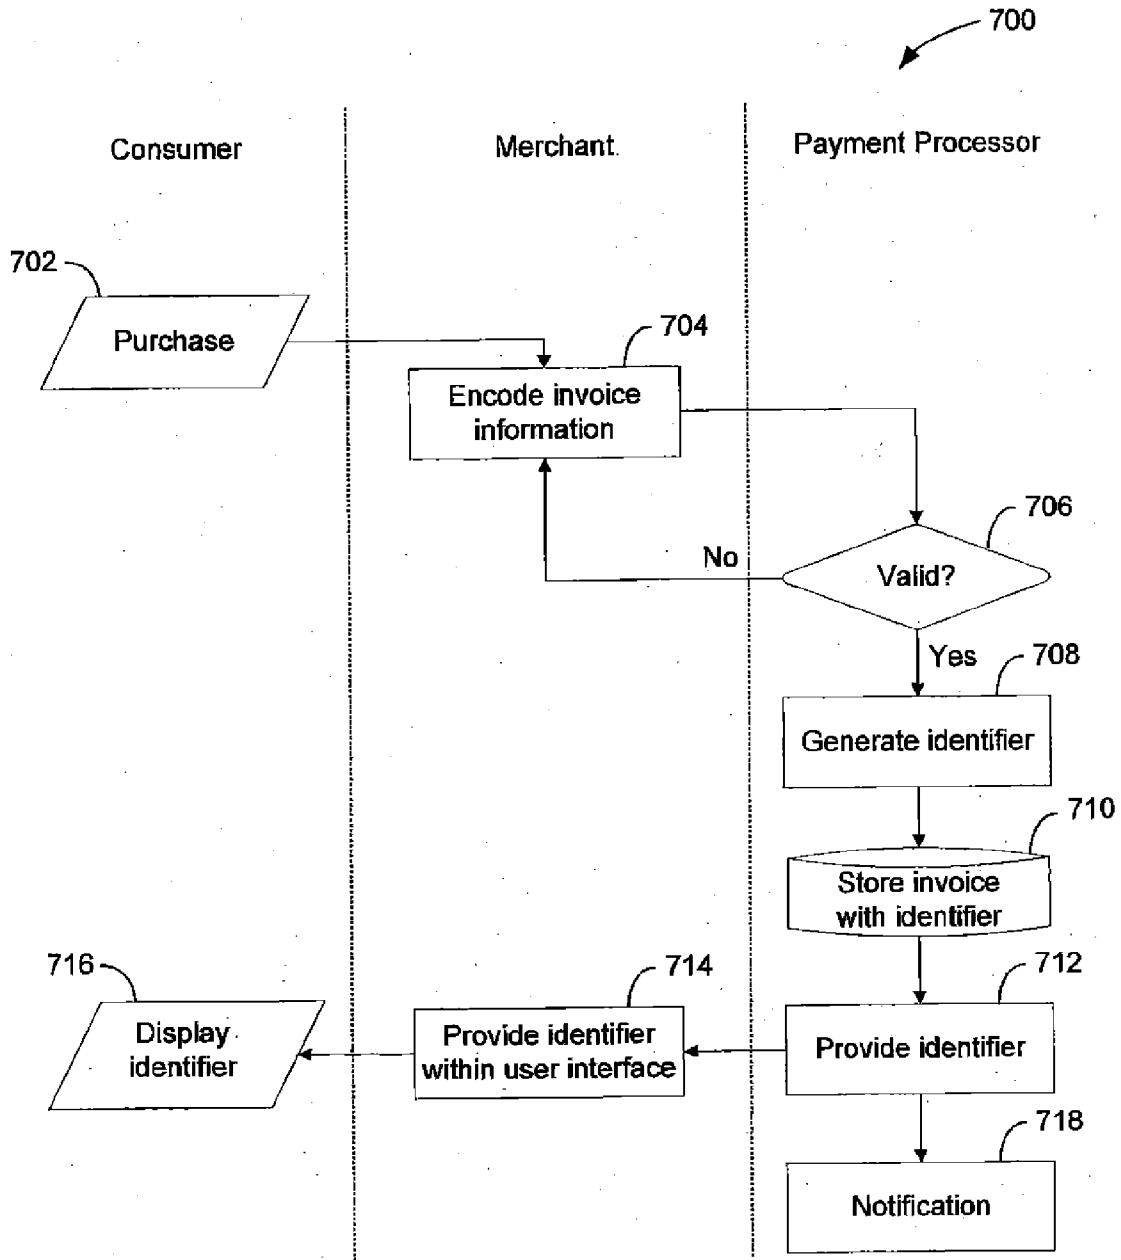 700
Consumer
Merchant.
Payment Processor
702
Purchase
704
Encode invoice
information
706
Valid?
No
Yes
708
Generate identifier
710
Store invoice
with identifier
716
Display
identifier
714
Provide identifier
within user interface
712
Provide identifier
718
Notification